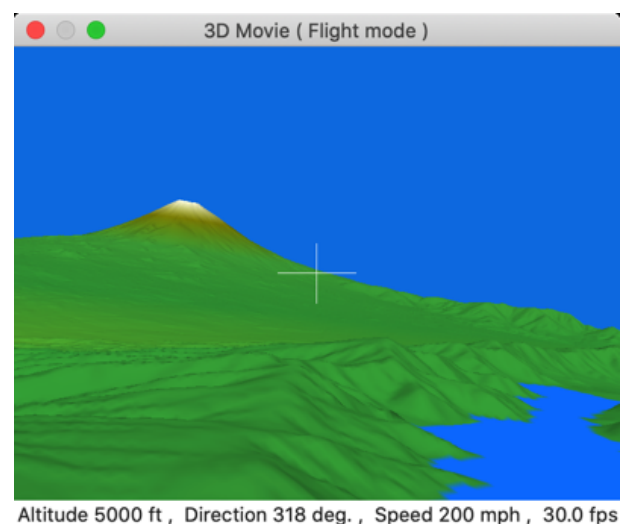 3D Movie ( Flight mode )
Altitude 5000 ft ,  Direction 318 deg. ,  Speed 200 mph ,  30.0 fps